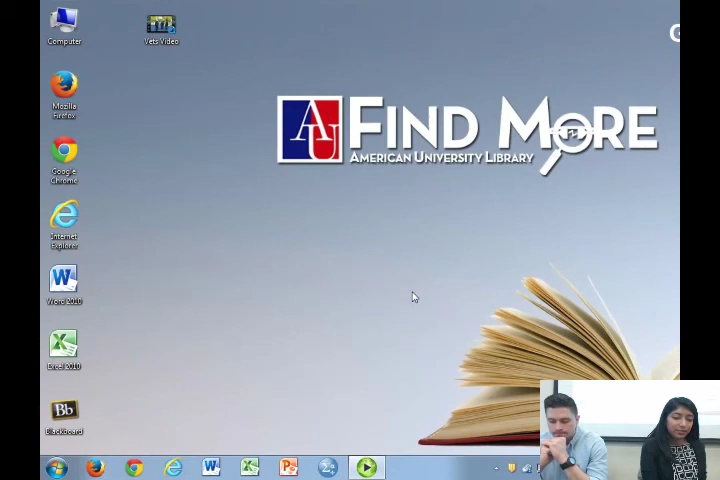 Computer
Vets Video
G
Mozilla
Firefox
Google
Chrome
Internet
Explorer
Word 2010
Excel 2010
Bb
Blackboard
AU FIND MORE
AMERICAN UNIVERSITY LIBRARY